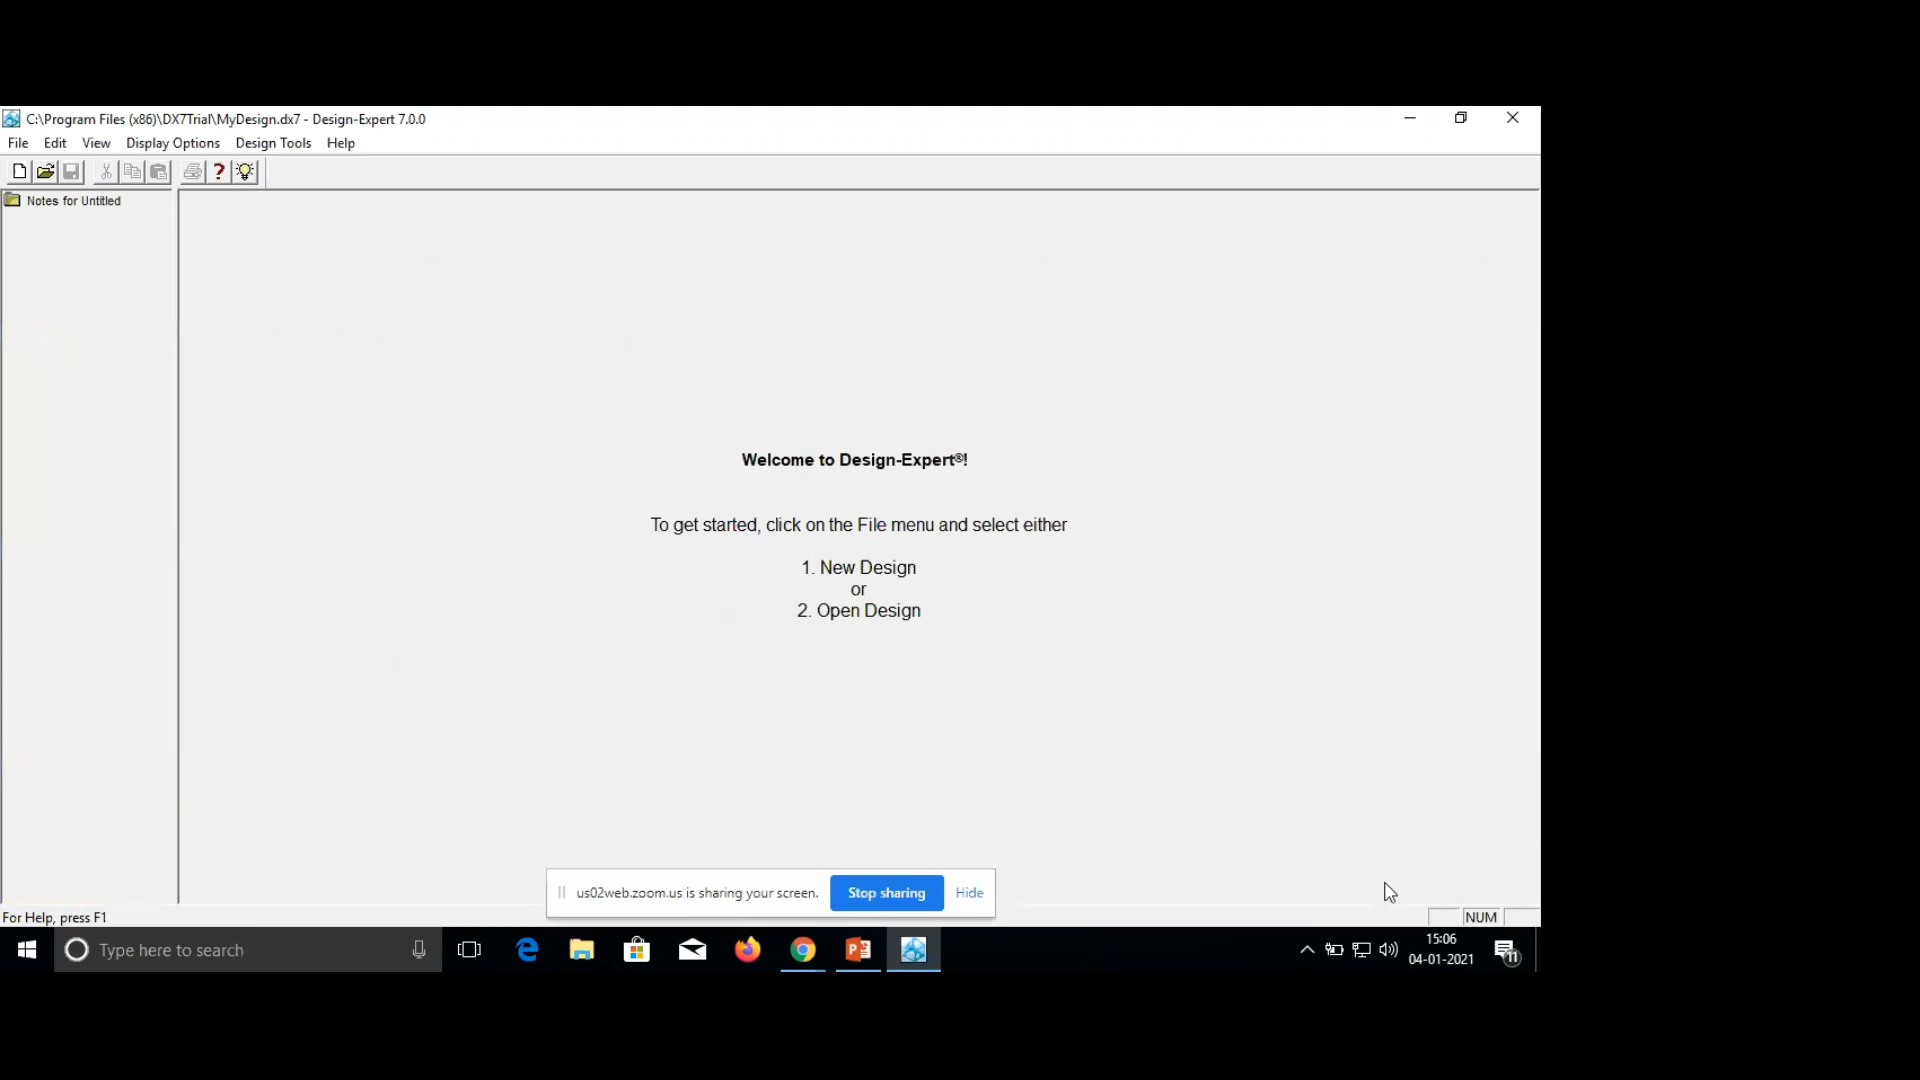 C:\Program Files (x86)\DX7Trial\MyDesign.dx7 - Design-Expert 7.0.0
File Edit View Display Options Design Tools Help
Notes for Untitled
Welcome to Design-Expert®!
To get started, click on the File menu and select either
1. New Design
or
2. Open Design
us02web.zoom.us is sharing your screen. Stop sharing Hide
For Help, press F1 NUM
Type here to search
15:06
04-01-2021
11